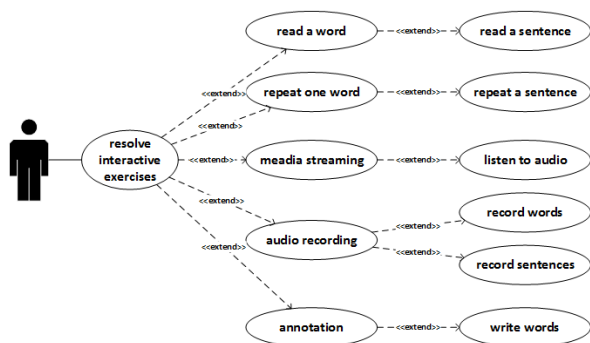 read a word
<<extend>>
read a sentence
<<extend>>
repeat one word
<<extend>>
repeat a sentence
<<extend>>
resolve
interactive
exercises
<<extend>>
meadia streaming
<<extend>>
listen to audio
<<extend>>
audio recording
<<extend>>
record words
<<extend>>
record sentences
<<extend>>
annotation
<<extend>>
write words